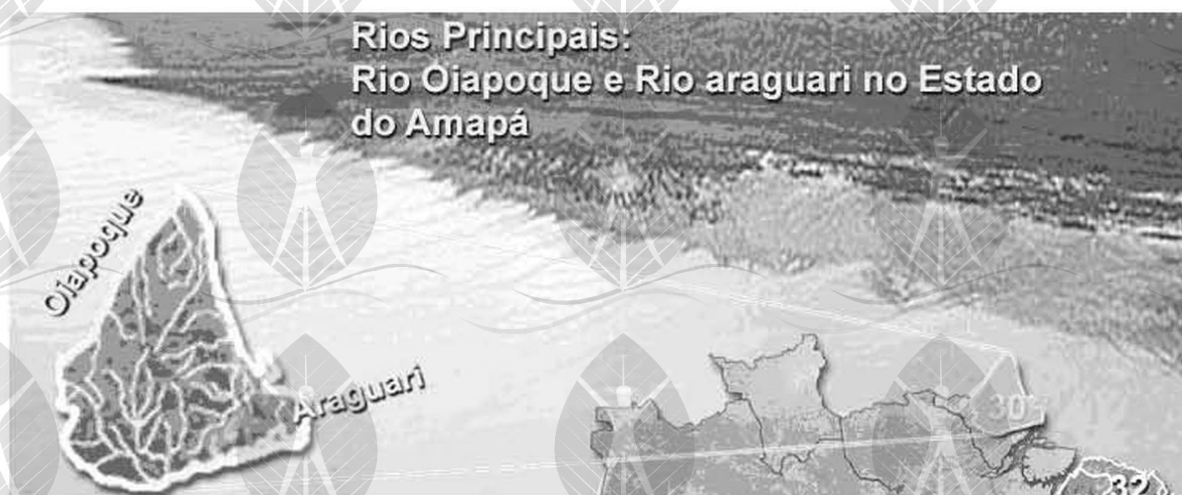 Rios Principais:
Rio Oiapoque e Rio araguari no Estado
do Amapá
Oiapoque
Araguari
30
32